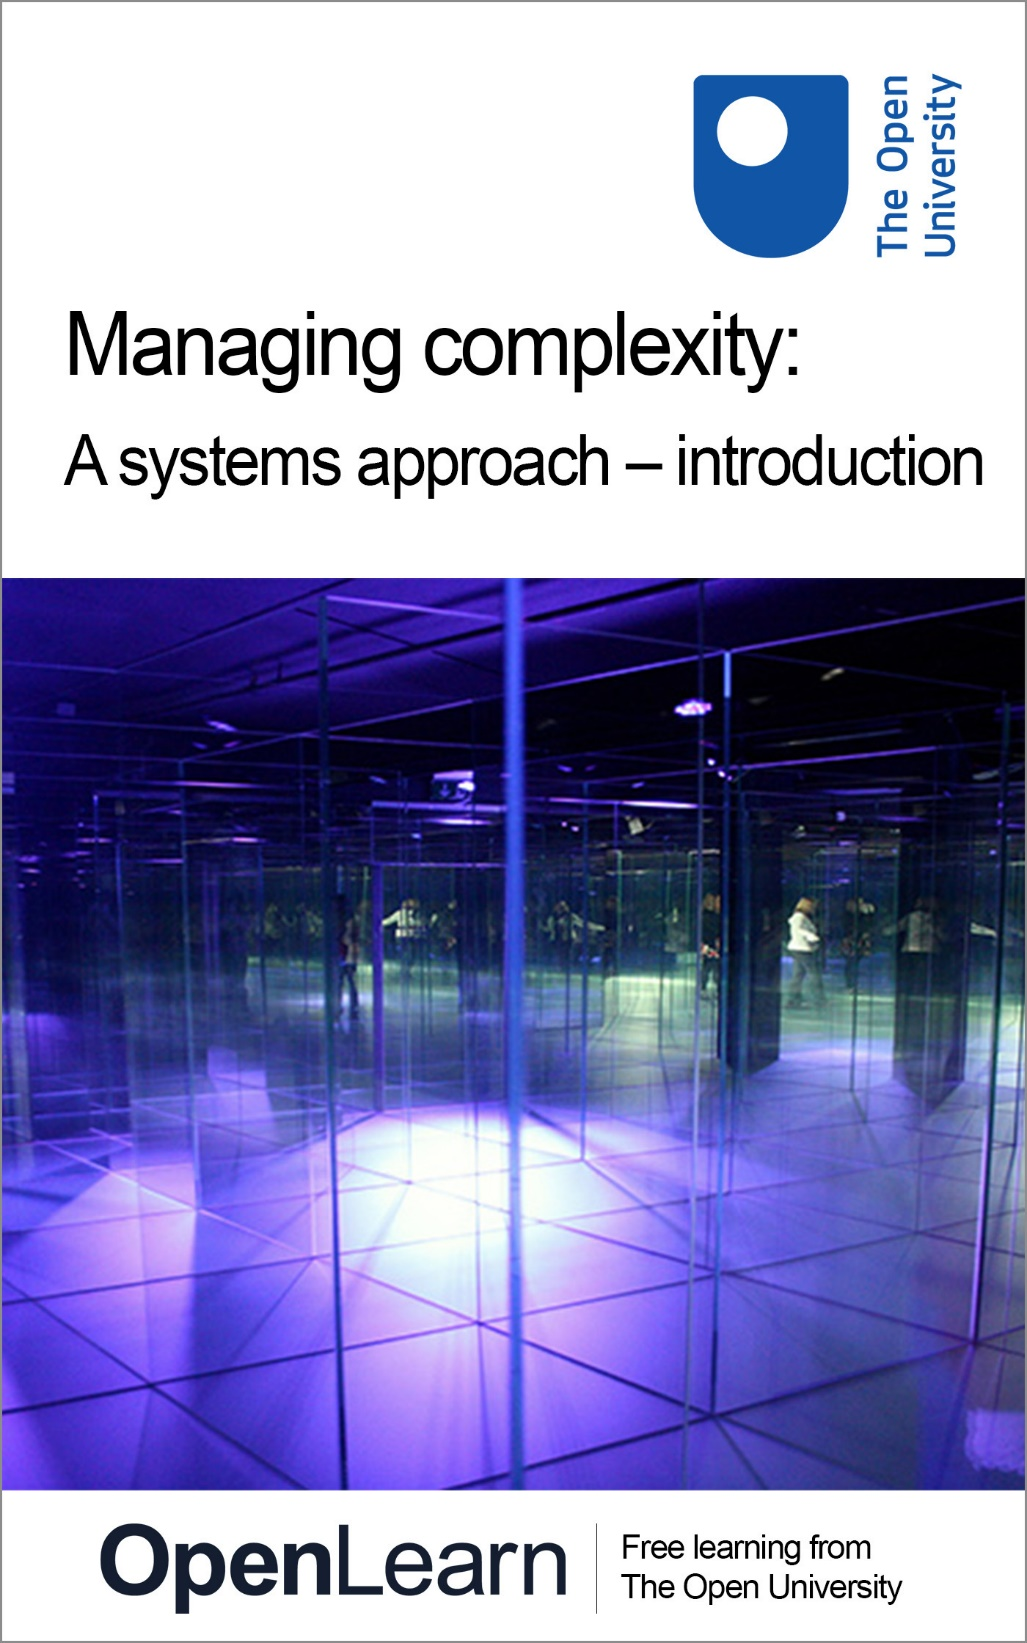 The Open
University
Managing complexity:
A systems approach – introduction
OpenLearn
Free learning from
The Open University